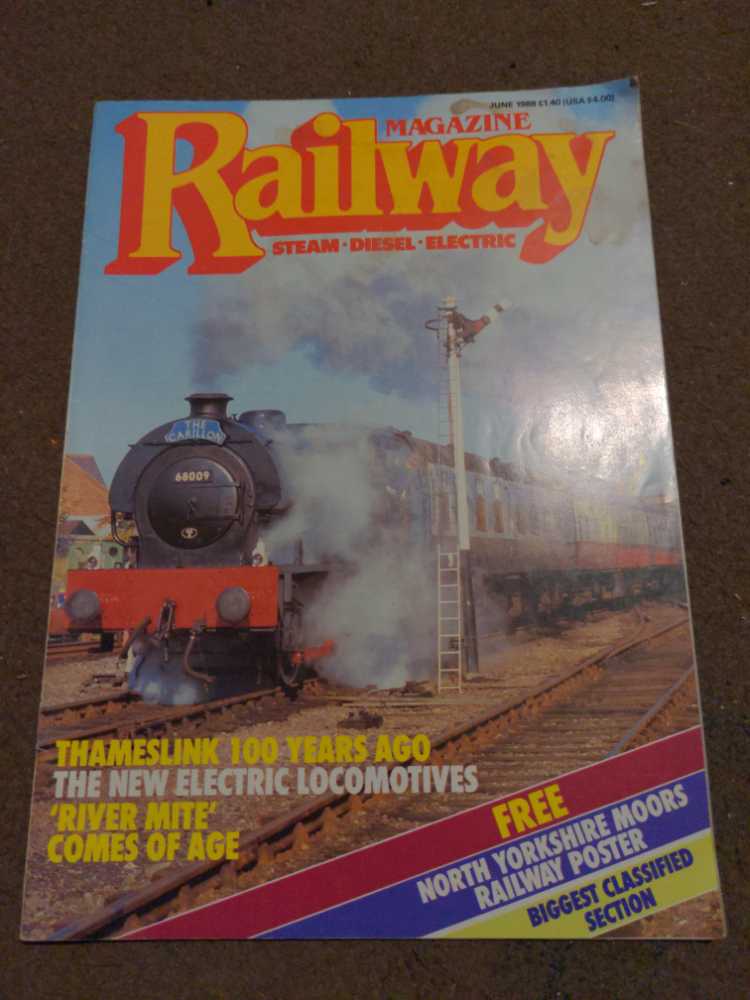 JUNE 1988 £1.40 (USA $4.00)
MAGAZINE
Railway
STEAM · DIESEL · ELECTRIC
THE
CARILLON
68009
THAMESLINK 100 YEARS AGO
THE NEW ELECTRIC LOCOMOTIVES
'RIVER MITE'
COMES OF AGE
FREE
NORTH YORKSHIRE MOORS
RAILWAY POSTER
BIGGEST CLASSIFIED
SECTION